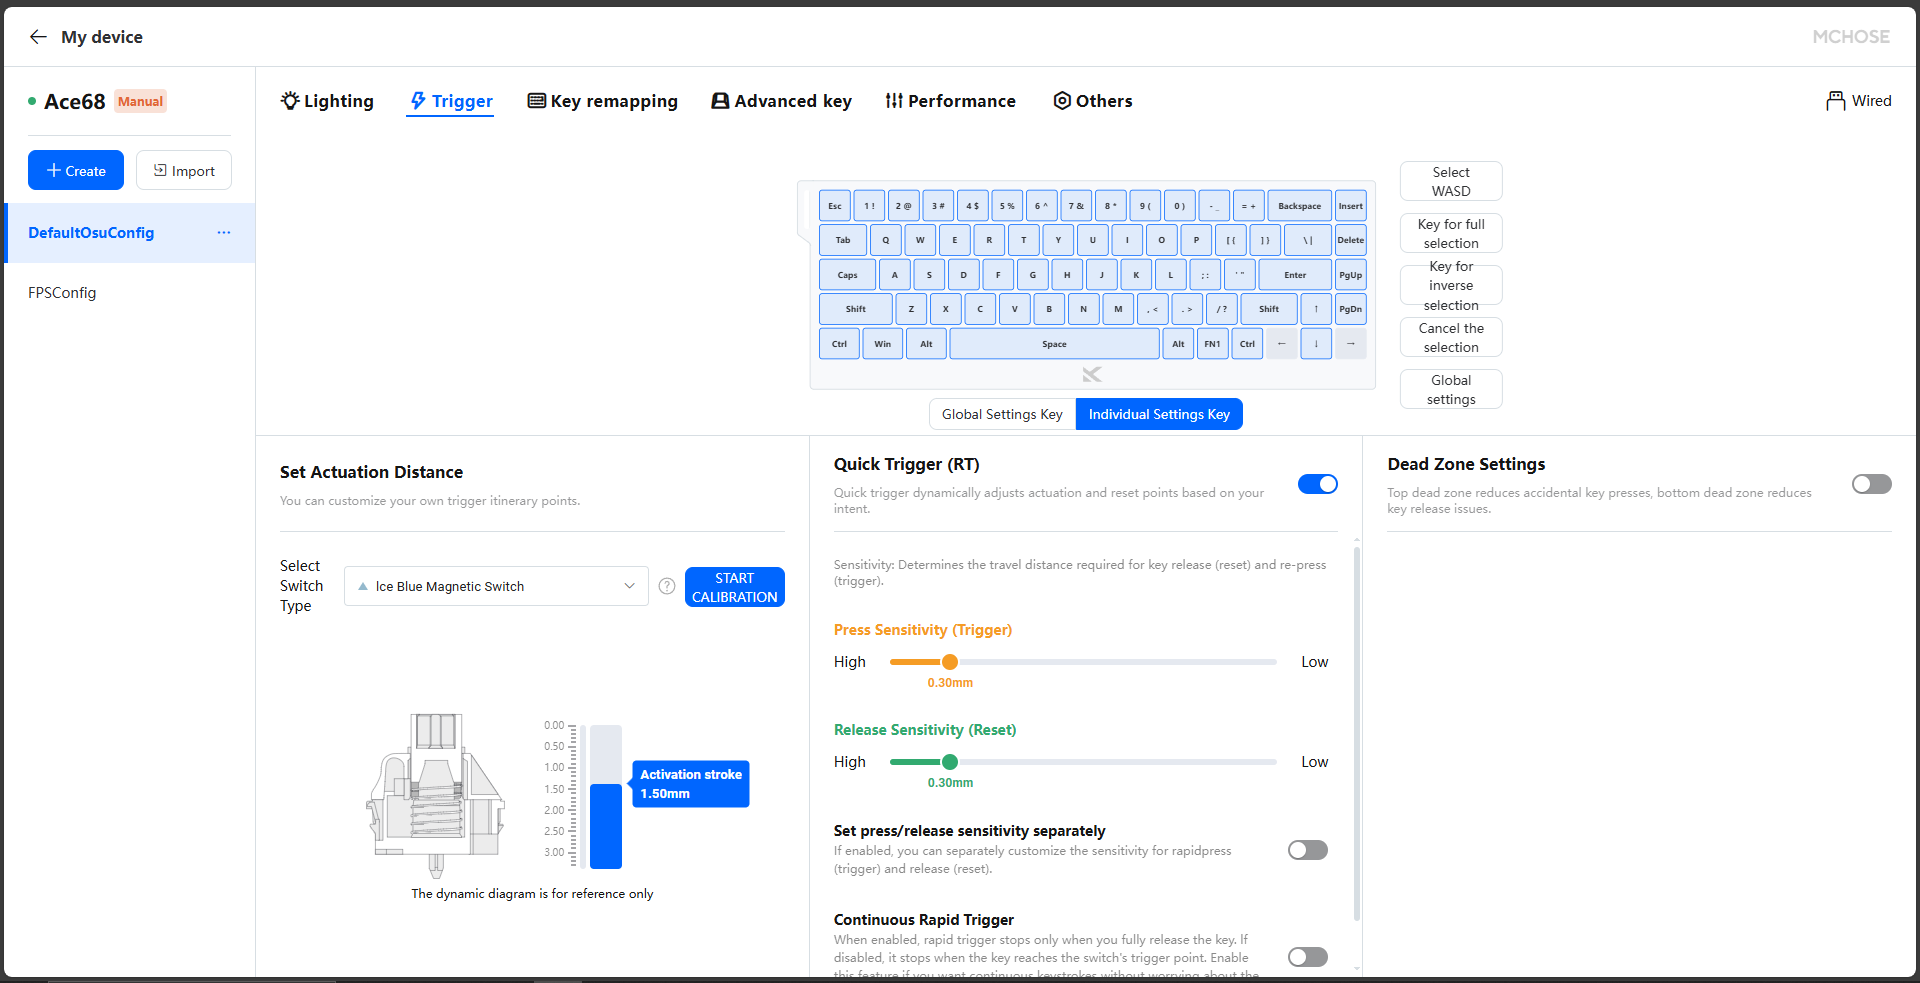 My device
MCHOSE
Ace68 Manual
Create
Import
DefaultOsuConfig ...
FPSConfig
Lighting
Trigger
Key remapping
Advanced key
Performance
Others
Wired
Esc 1 ! 2 @ 3 # 4 $ 5 % 6 ^ 7 & 8 * 9 ( 0 ) - _ = + Backspace Insert
Tab Q W E R T Y U I O P [ { ] } \ | Delete
Caps A S D F G H J K L ; : ' " Enter PgUp
Shift Z X C V B N M , < . > / ? Shift ↑ PgDn
Ctrl Win Alt Space Alt FN1 Ctrl ← ↓ →
Select
WASD
Key for full
selection
Key for
inverse
selection
Cancel the
selection
Global
settings
Global Settings Key
Individual Settings Key
Set Actuation Distance
You can customize your own trigger itinerary points.
Select
Switch
Type
Ice Blue Magnetic Switch
?
START
CALIBRATION
0.00
0.50
1.00
1.50
2.00
2.50
3.00
Activation stroke
1.50mm
The dynamic diagram is for reference only
Quick Trigger (RT)
Quick trigger dynamically adjusts actuation and reset points based on your
intent.
Sensitivity: Determines the travel distance required for key release (reset) and re-press
(trigger).
Press Sensitivity (Trigger)
High
Low
0.30mm
Release Sensitivity (Reset)
High
Low
0.30mm
Set press/release sensitivity separately
If enabled, you can separately customize the sensitivity for rapidpress
(trigger) and release (reset).
Continuous Rapid Trigger
When enabled, rapid trigger stops only when you fully release the key. If
disabled, it stops when the key reaches the switch's trigger point. Enable
this feature if you want continuous keystrokes without worrying about the
Dead Zone Settings
Top dead zone reduces accidental key presses, bottom dead zone reduces
key release issues.